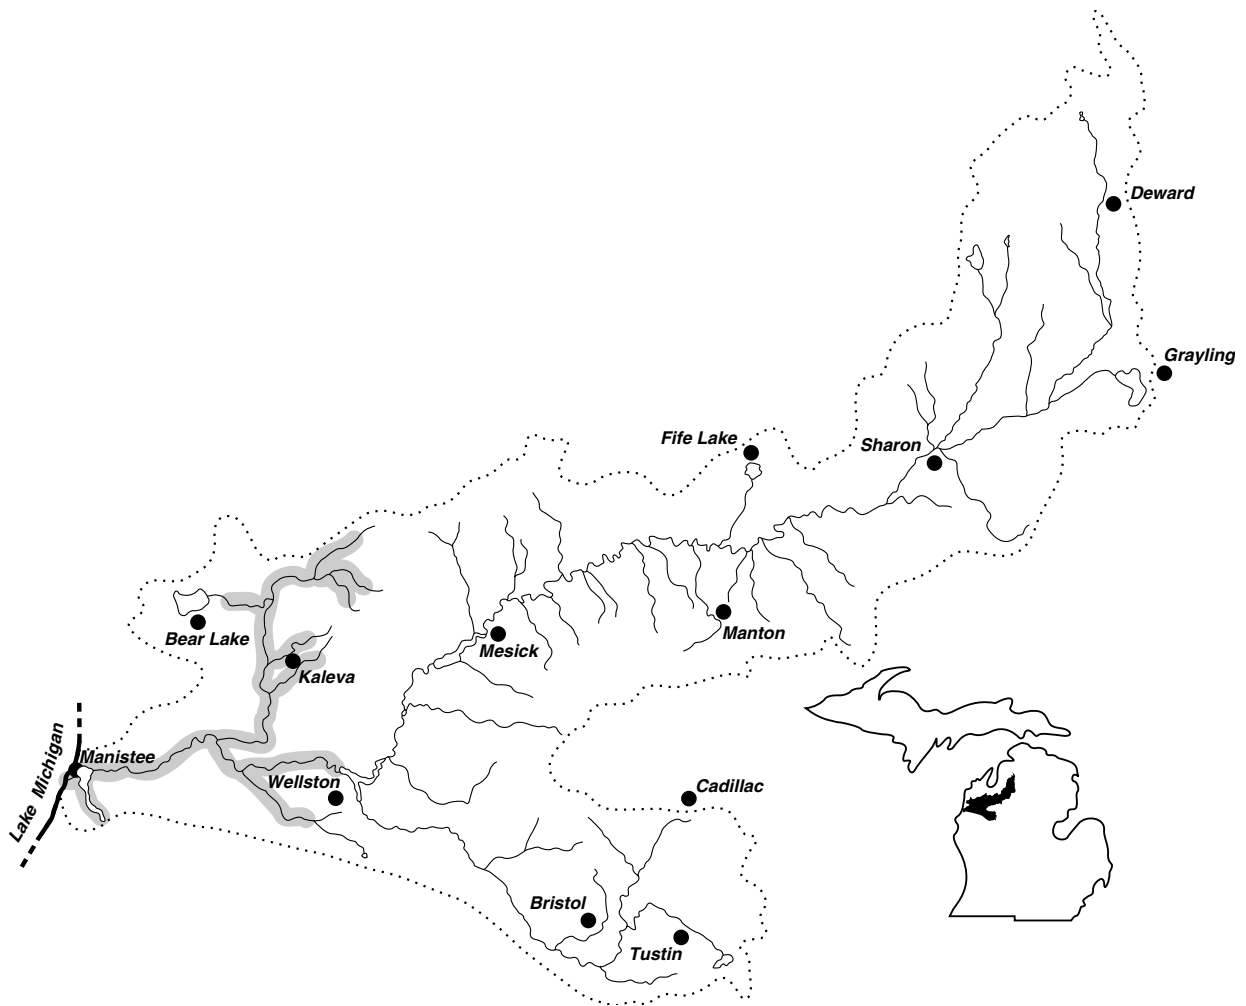 Deward
Grayling
Fife Lake
Sharon
Bear Lake
Manton
Mesick
Kaleva
Lake Michigan
Manistee
Wellston
Cadillac
Bristol
Tustin